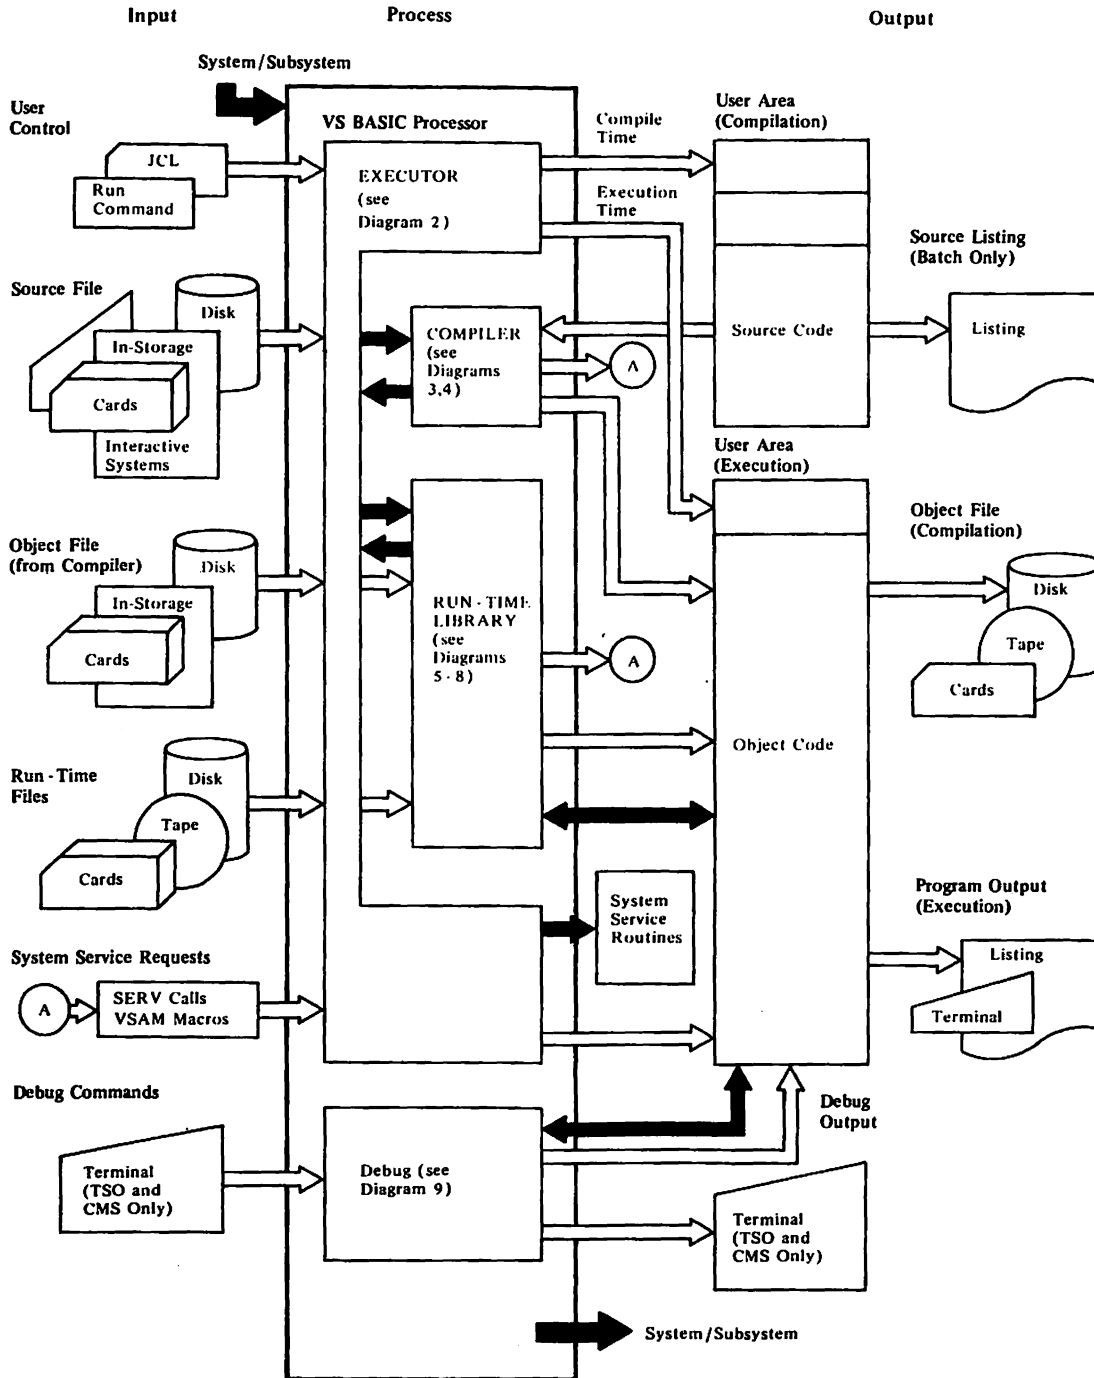 Input
Process
Output
System/Subsystem
User
Control
JCL
Run
Command
VS BASIC Processor
EXECUTOR
(see
Diagram 2)
Compile
Time
Execution
Time
User Area
(Compilation)
Source Code
Source Listing
(Batch Only)
Listing
Source File
Disk
In-Storage
Cards
Interactive
Systems
COMPILER
(see
Diagrams
3,4)
A
User Area
(Execution)
Object File
(from Compiler)
Disk
In-Storage
Cards
RUN-TIME
LIBRARY
(see
Diagrams
5-8)
A
Object Code
Object File
(Compilation)
Disk
Tape
Cards
Run-Time
Files
Disk
Tape
Cards
System
Service
Routines
Program Output
(Execution)
Listing
Terminal
System Service Requests
A
SERV Calls
VSAM Macros
Debug Commands
Terminal
(TSO and
CMS Only)
Debug (see
Diagram 9)
Debug
Output
Terminal
(TSO and
CMS Only)
System/Subsystem